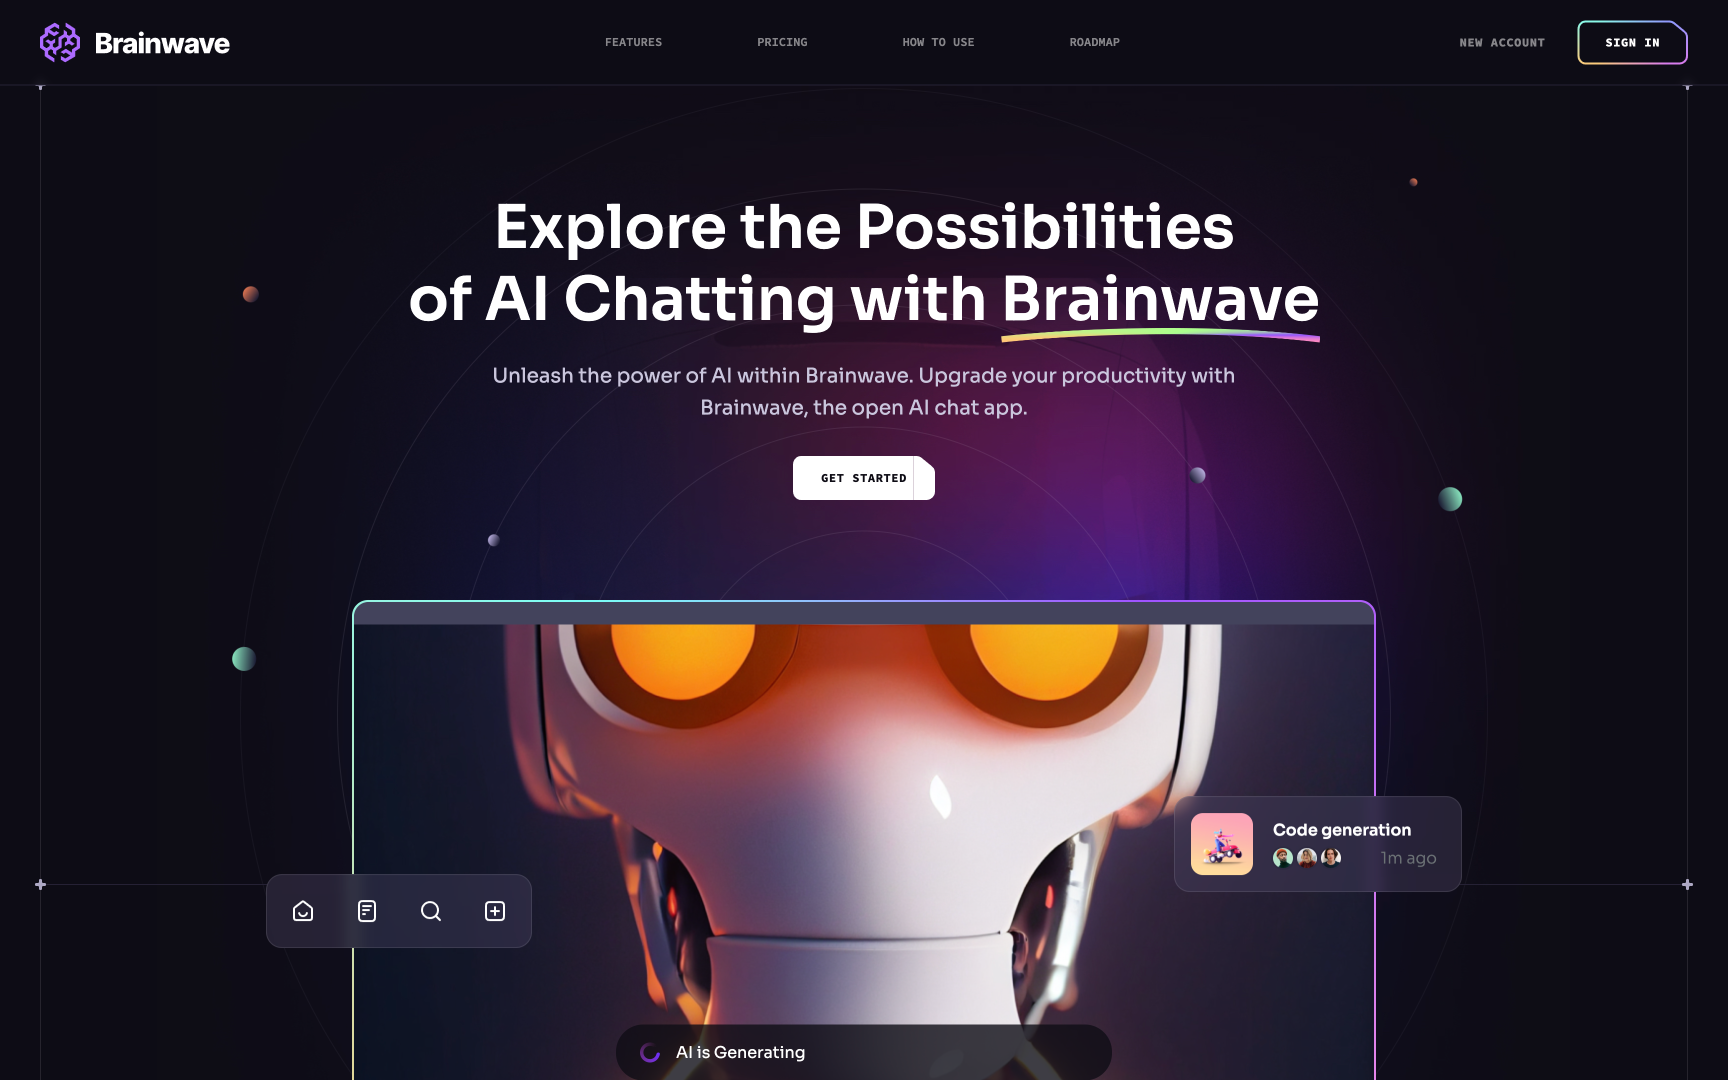 Brainwave
FEATURES
PRICING
HOW TO USE
ROADMAP
NEW ACCOUNT
SIGN IN
Explore the Possibilities
of AI Chatting with Brainwave
Unleash the power of AI within Brainwave. Upgrade your productivity with
Brainwave, the open AI chat app.
GET STARTED
Code generation
1m ago
AI is Generating